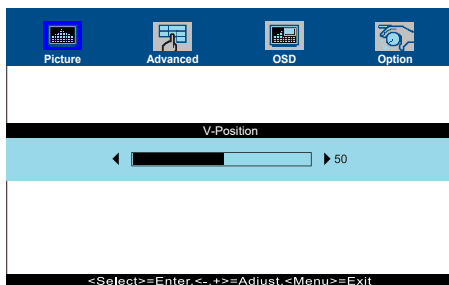 Picture Advanced OSD Option
V-Position
50
<Select>=Enter,<-,+>=Adjust,<Menu>=Exit